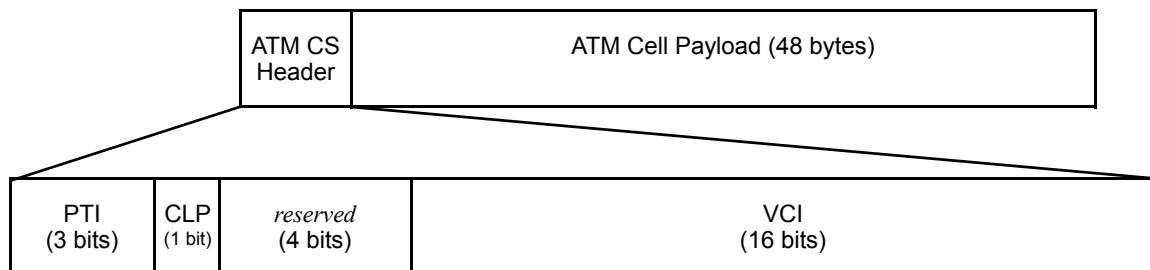 ATM CS
Header
ATM Cell Payload (48 bytes)
PTI
(3 bits)
CLP
(1 bit)
reserved
(4 bits)
VCI
(16 bits)